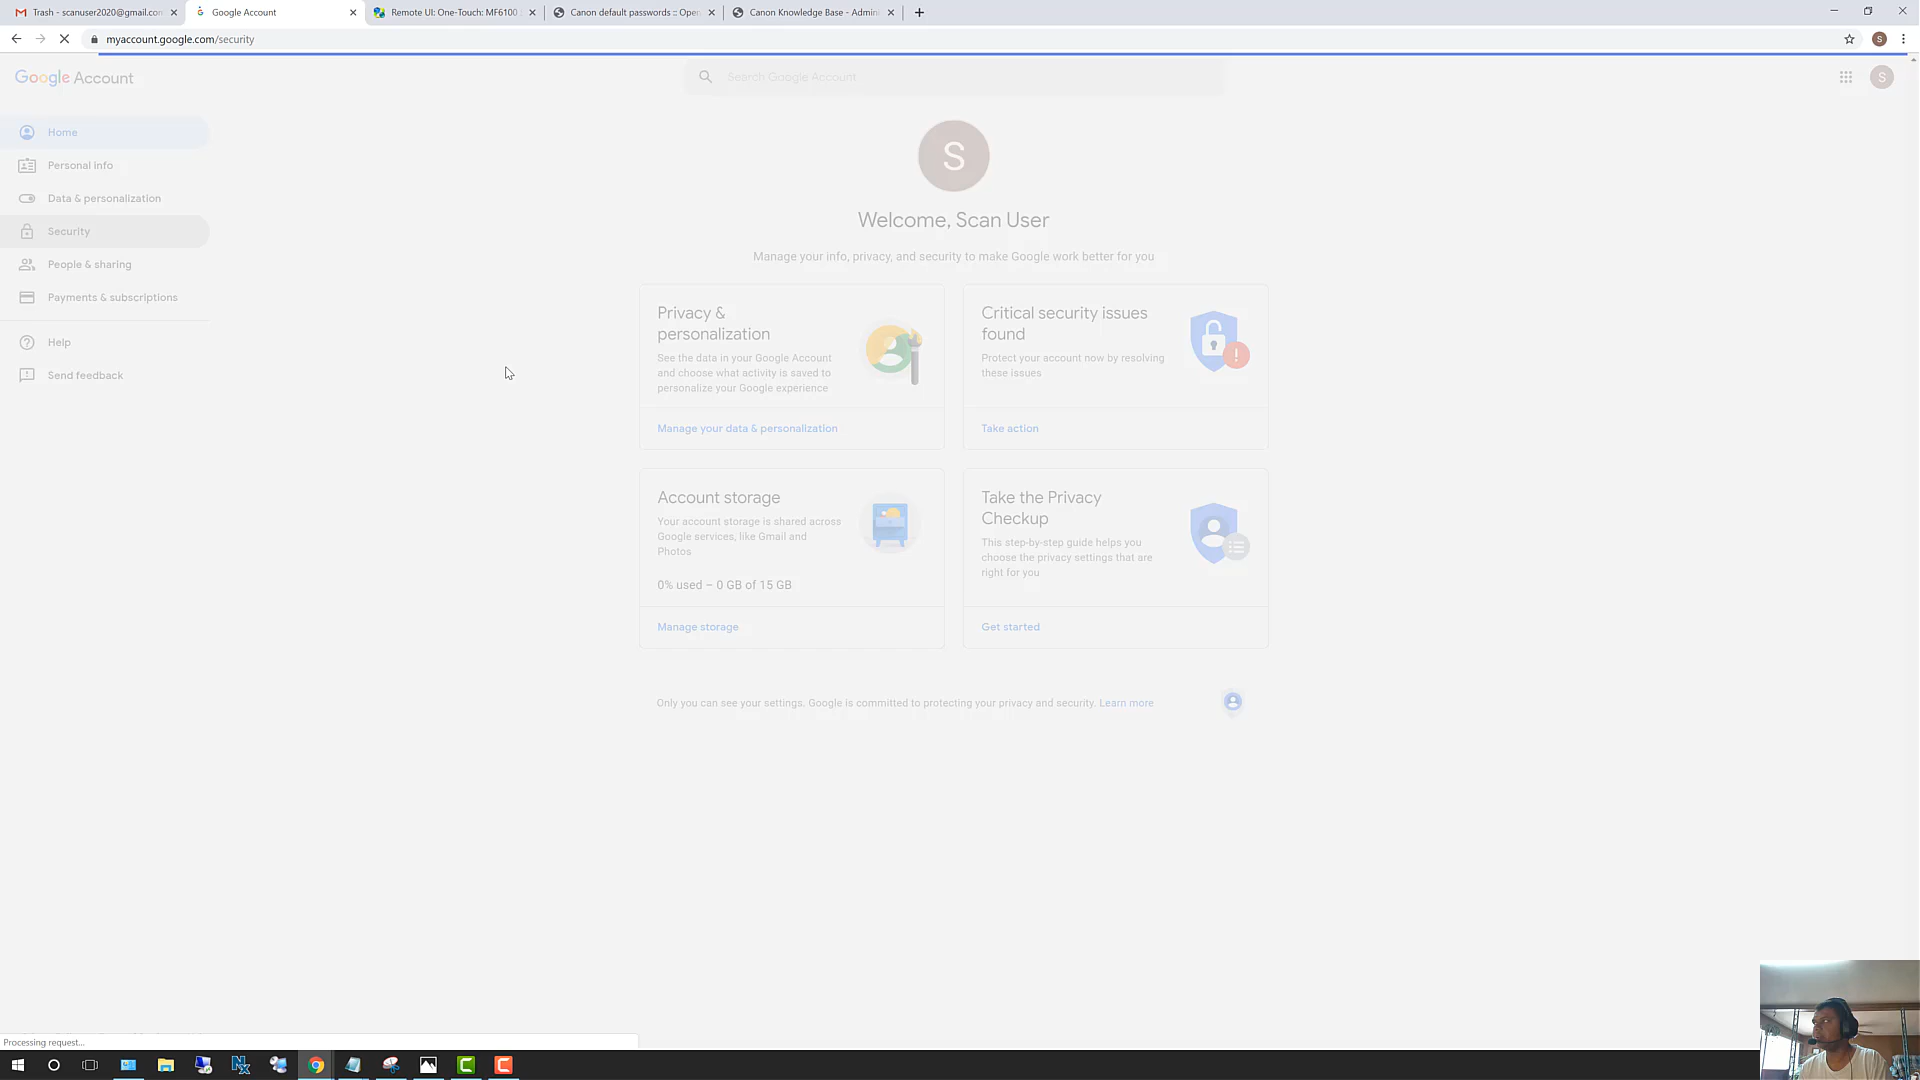 Trash - scanuser2020@gmail.con
Google Account
Remote UI: One-Touch: MF6100
Canon default passwords :: Open
Canon Knowledge Base - Admini
myaccount.google.com/security
S
Google Account
Search Google Account
S
Home
Personal info
Data & personalization
Security
People & sharing
Payments & subscriptions
Help
Send feedback
S
Welcome, Scan User
Manage your info, privacy, and security to make Google work better for you
Privacy &
personalization
See the data in your Google Account
and choose what activity is saved to
personalize your Google experience
Manage your data & personalization
Critical security issues
found
Protect your account now by resolving
these issues
Take action
Account storage
Your account storage is shared across
Google services, like Gmail and
Photos
0% used – 0 GB of 15 GB
Manage storage
Take the Privacy
Checkup
This step-by-step guide helps you
choose the privacy settings that are
right for you
Get started
Only you can see your settings. Google is committed to protecting your privacy and security. Learn more
Processing request...